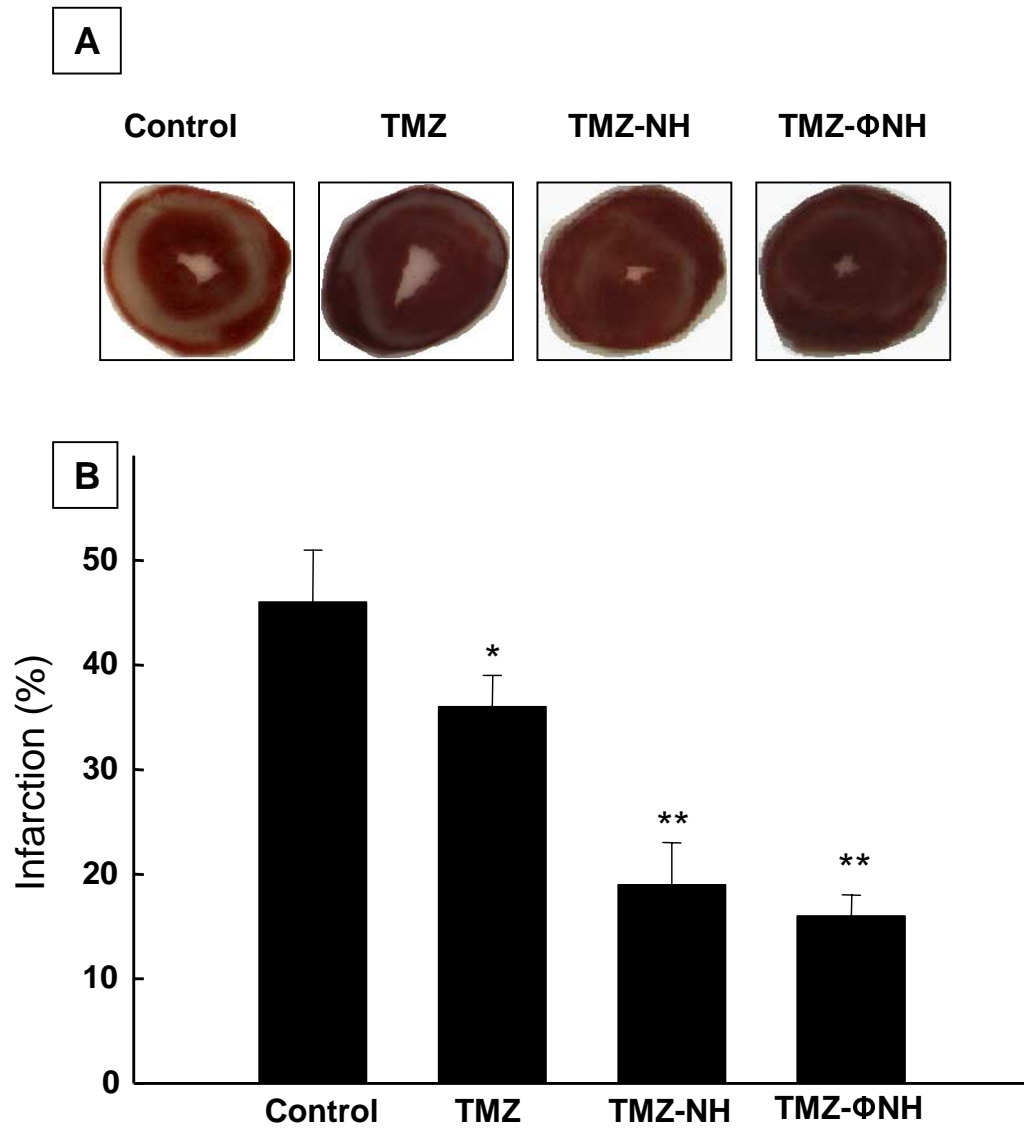 A
Control TMZ TMZ-NH TMZ-ΦNH
B
50
40
30
20
10
0
Infarction (%)
*
**
**
Control TMZ TMZ-NH TMZ-ΦNH